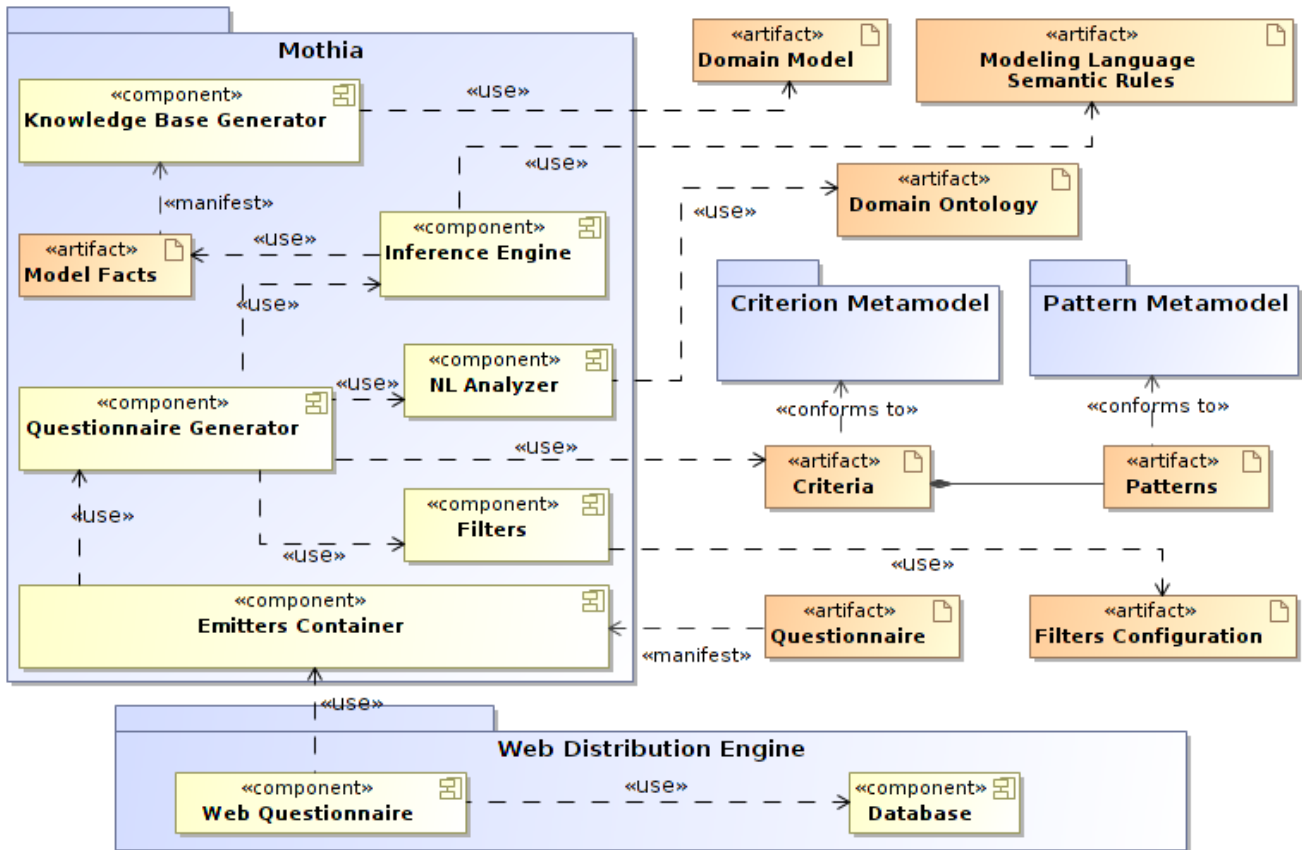 Mothia
«component»
Knowledge Base Generator
«use»
«artifact»
Domain Model
«artifact»
Modeling Language
Semantic Rules
«use»
«manifest»
«artifact»
Model Facts
«use»
«component»
Inference Engine
«use»
«artifact»
Domain Ontology
«use»
Criterion Metamodel
Pattern Metamodel
«component»
NL Analyzer
«use»
«component»
Questionnaire Generator
«conforms to»
«conforms to»
«use»
«artifact»
Criteria
«artifact»
Patterns
«use»
«component»
Filters
«use»
«use»
«component»
Emitters Container
«artifact»
Questionnaire
«artifact»
Filters Configuration
«manifest»
«use»
Web Distribution Engine
«component»
Web Questionnaire
«use»
«component»
Database